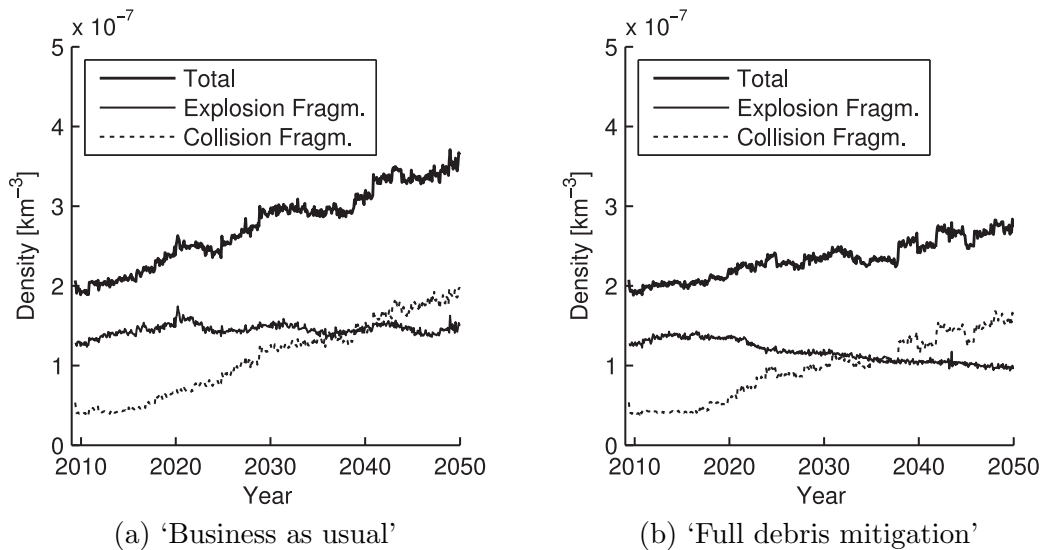 x 10⁻⁷
5
4
3
2
1
0
Density [km⁻³]
Total
Explosion Fragm.
Collision Fragm.
2010 2020 2030 2040 2050
Year
(a) ‘Business as usual’
x 10⁻⁷
5
4
3
2
1
0
Density [km⁻³]
Total
Explosion Fragm.
Collision Fragm.
2010 2020 2030 2040 2050
Year
(b) ‘Full debris mitigation’